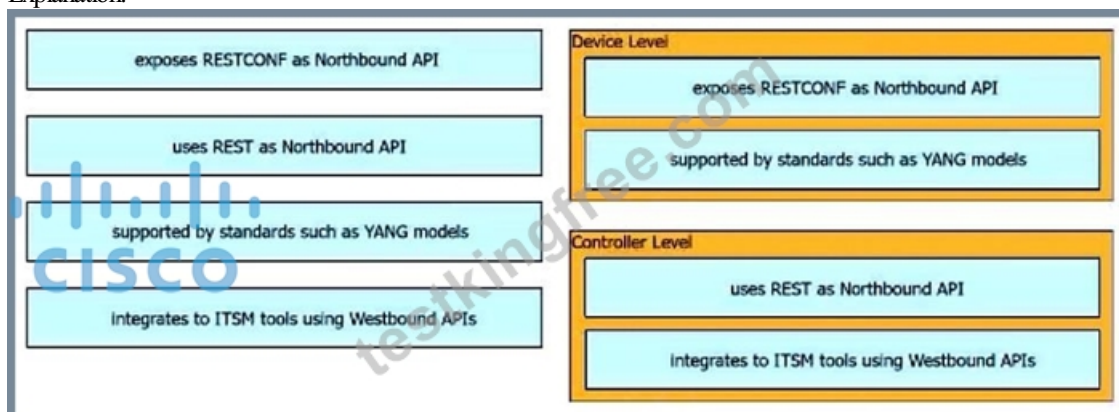 Explanation:
exposes RESTCONF as Northbound API
uses REST as Northbound API
supported by standards such as YANG models
integrates to ITSM tools using Westbound APIs
Device Level
exposes RESTCONF as Northbound API
supported by standards such as YANG models
Controller Level
uses REST as Northbound API
integrates to ITSM tools using Westbound APIs
CISCO
testkingfree.com